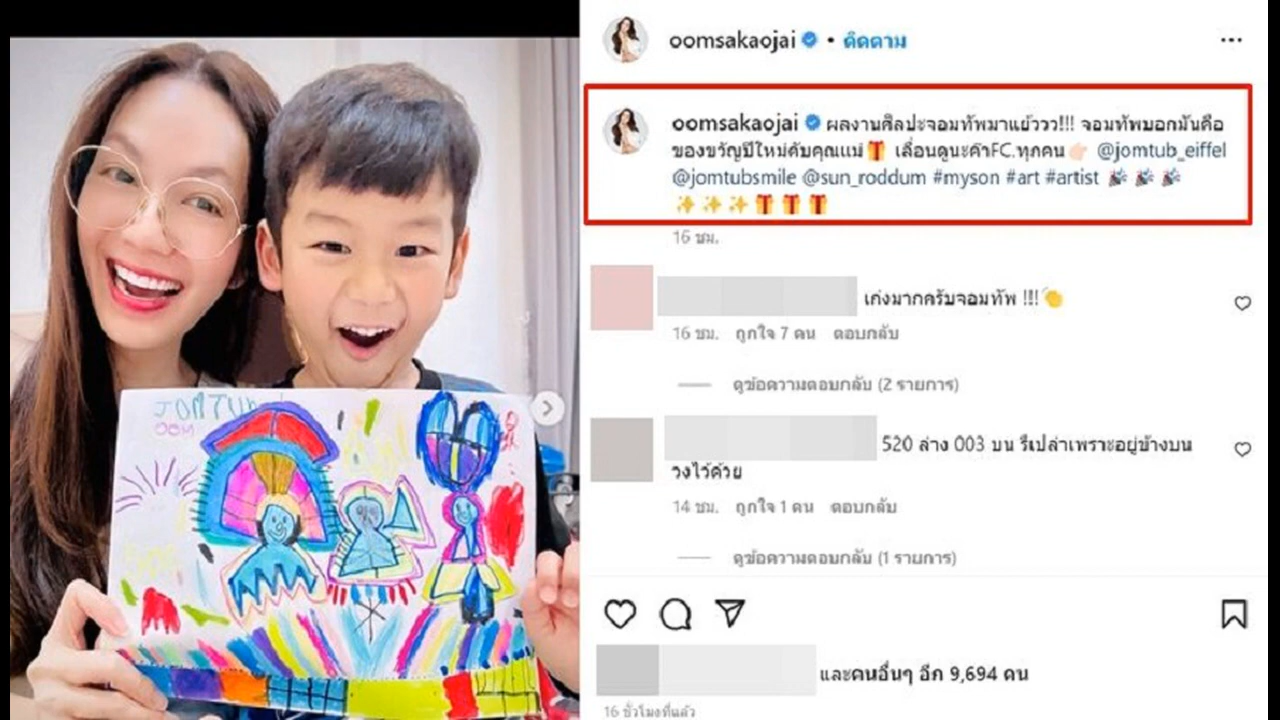 JOMTUB
OOM
oomsakaojai • ติดตาม
oomsakaojai ผลงานศิลปะจอมทัพมาแย้ววว!!! จอมทัพบอกมันคือ
ของขวัญปีใหม่คับคุณแม่🎁 เลื่อนดูนะค้าFC.ทุกคน👉🏻 @jomtub_eiffel
@jomtubsmile @sun_roddum #myson #art #artist 🎉 🎉 🎉
✨ ✨ ✨ 🎁 🎁 🎁
16 ชม.
เก่งมากครับจอมทัพ !!!👏
16 ชม. ถูกใจ 7 คน ตอบกลับ
ดูข้อความตอบกลับ (2 รายการ)
520 ล่าง 003 บน รึเปล่าเพราะอยู่ข้างบน
วงไว้ด้วย
14 ชม. ถูกใจ 1 คน ตอบกลับ
ดูข้อความตอบกลับ (1 รายการ)
และคนอื่นๆ อีก 9,694 คน
16 ชั่วโมงที่แล้ว